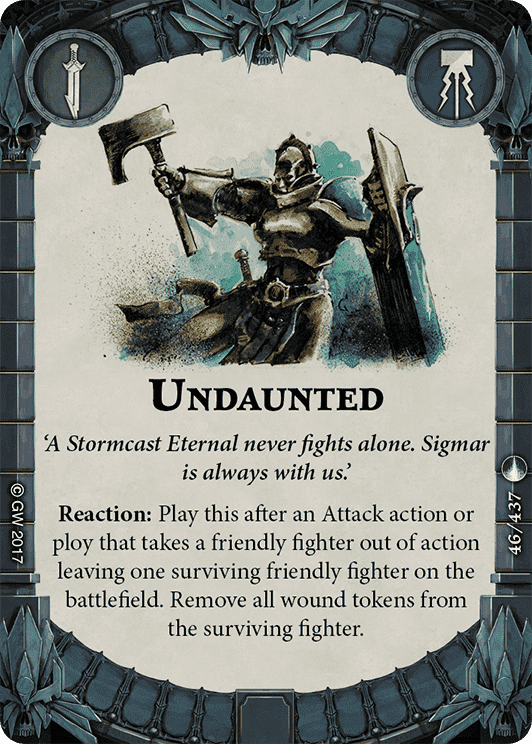 UNDAUNTED
‘A Stormcast Eternal never fights alone. Sigmar
is always with us.’
Reaction: Play this after an Attack action or
ploy that takes a friendly fighter out of action
leaving one surviving friendly fighter on the
battlefield. Remove all wound tokens from
the surviving fighter.
© GW 2017
46/437